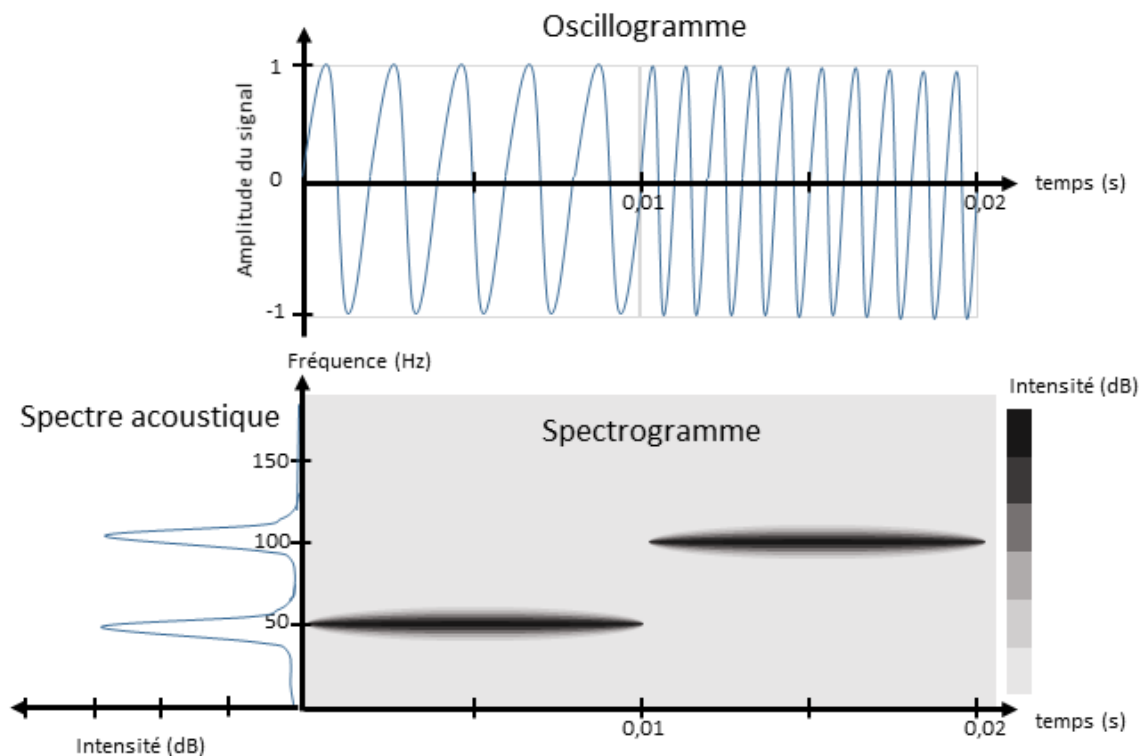 Oscillogramme
Amplitude du signal
1
0
-1
0,01
0,02
temps (s)
Fréquence (Hz)
Spectre acoustique
Spectrogramme
Intensité (dB)
150
100
50
0,01
0,02
temps (s)
Intensité (dB)